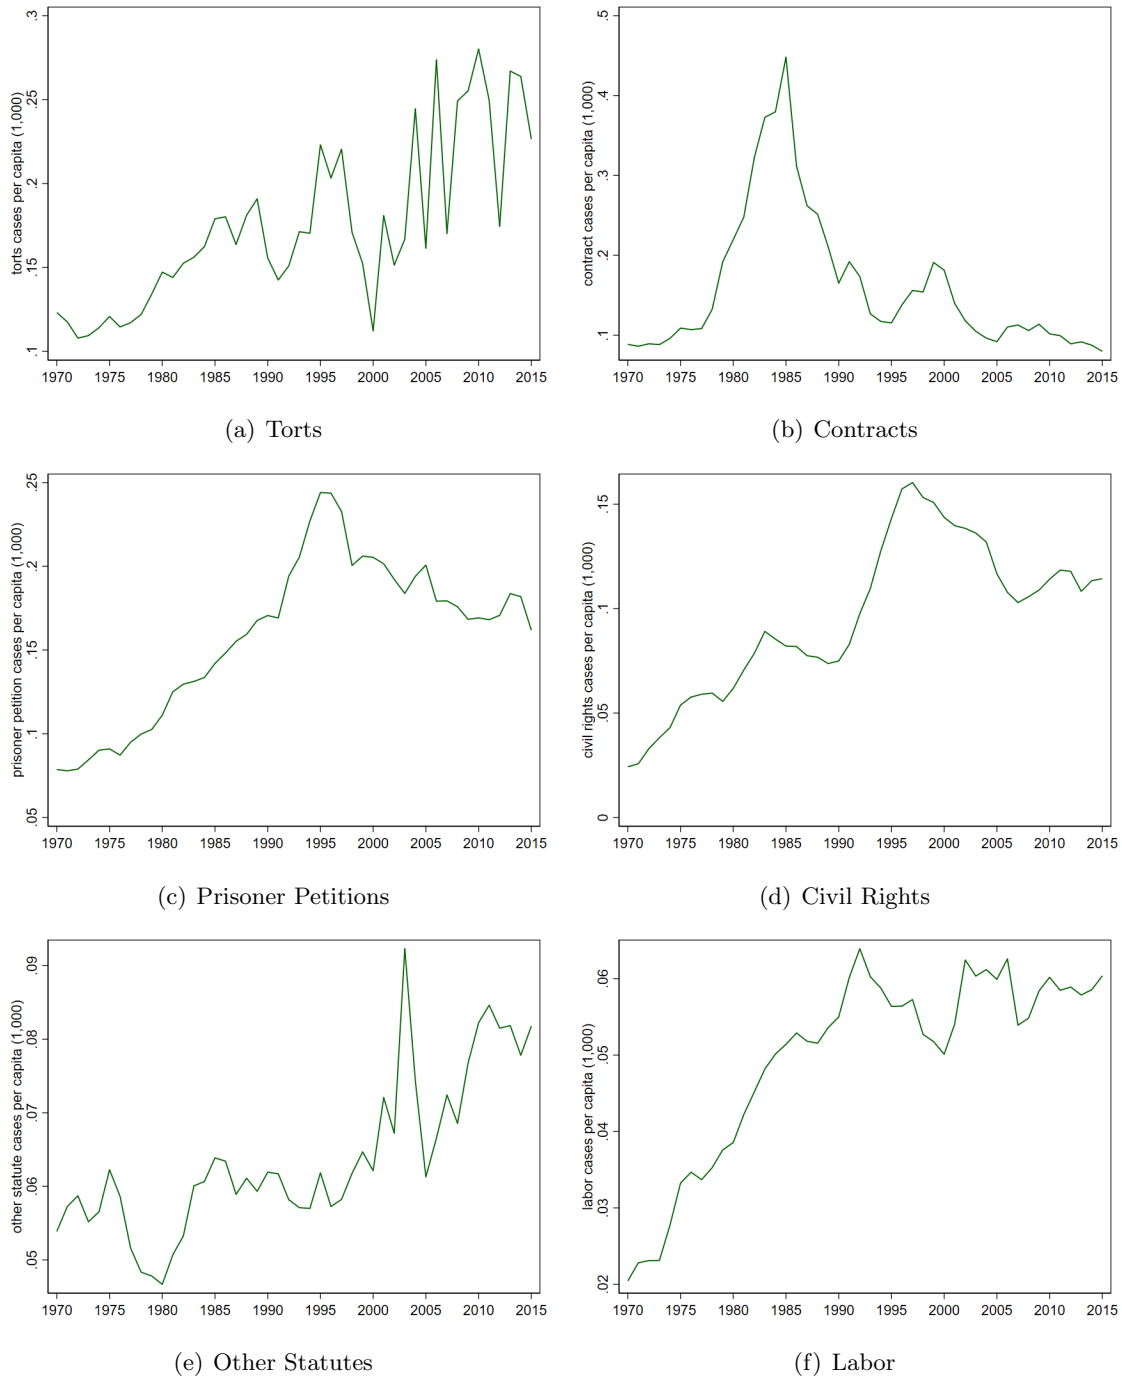 torts cases per capita (1,000)
.3
.25
.2
.15
.1
1970 1975 1980 1985 1990 1995 2000 2005 2010 2015
(a) Torts
contract cases per capita (1,000)
.5
.4
.3
.2
.1
1970 1975 1980 1985 1990 1995 2000 2005 2010 2015
(b) Contracts
prisoner petition cases per capita (1,000)
.25
.2
.15
.1
.05
1970 1975 1980 1985 1990 1995 2000 2005 2010 2015
(c) Prisoner Petitions
civil rights cases per capita (1,000)
.15
.1
.05
0
1970 1975 1980 1985 1990 1995 2000 2005 2010 2015
(d) Civil Rights
other statute cases per capita (1,000)
.09
.08
.07
.06
.05
1970 1975 1980 1985 1990 1995 2000 2005 2010 2015
(e) Other Statutes
labor cases per capita (1,000)
.06
.05
.04
.03
.02
1970 1975 1980 1985 1990 1995 2000 2005 2010 2015
(f) Labor